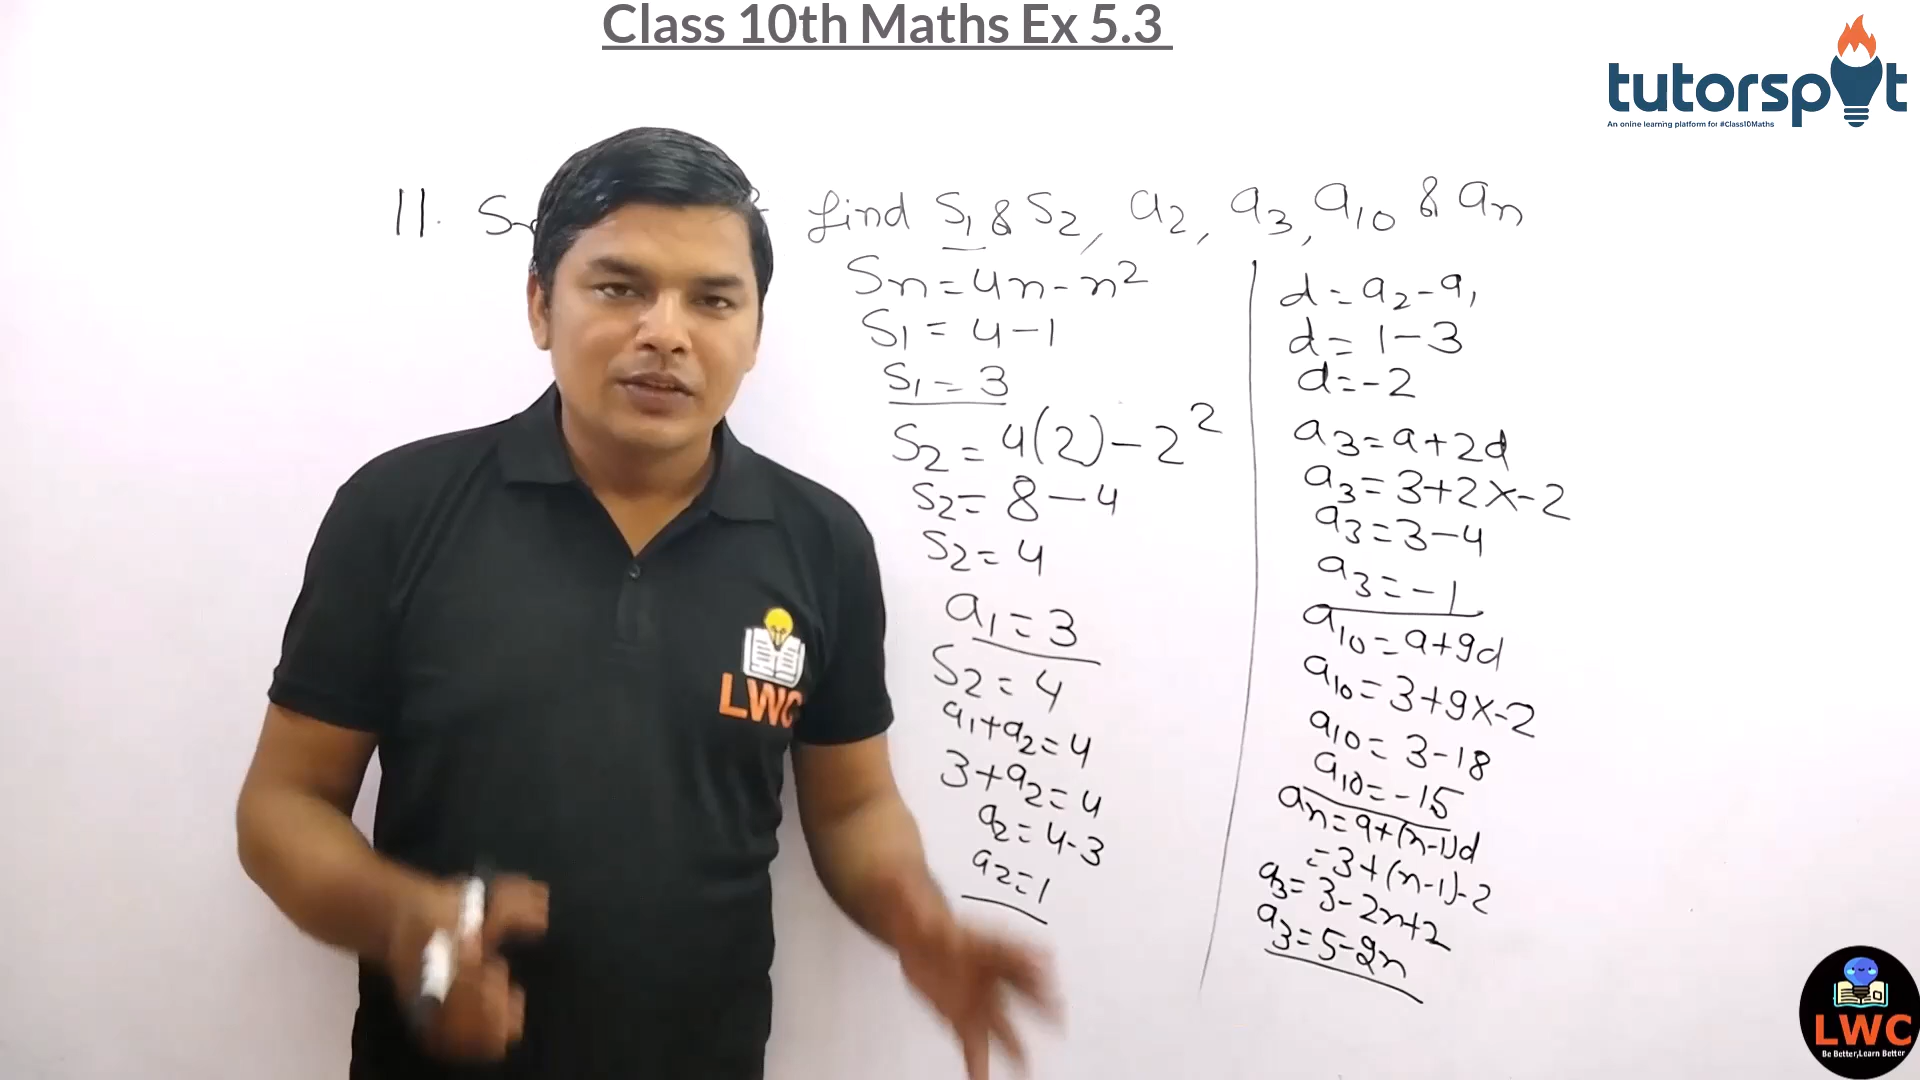 Class 10th Maths Ex 5.3
tutorspot
An online learning platform for #Class10Maths
11. find S₁ & S₂, a₂, a₃, a₁₀ & aₙ
Sₙ = 4n - n²
S₁ = 4 - 1
S₁ = 3
S₂ = 4(2) - 2²
S₂ = 8 - 4
S₂ = 4
a₁ = 3
S₂ = 4
a₁ + a₂ = 4
3 + a₂ = 4
a₂ = 4 - 3
a₂ = 1
d = a₂ - a₁
d = 1 - 3
d = -2
a₃ = a + 2d
a₃ = 3 + 2 × -2
a₃ = 3 - 4
a₃ = -1
a₁₀ = a + 9d
a₁₀ = 3 + 9 × -2
a₁₀ = 3 - 18
a₁₀ = -15
aₙ = a + (n-1)d
= 3 + (n-1)-2
a₃ = 3 - 2n + 2
a₃ = 5 - 2n
LWC
LWC
Be Better,Learn Better